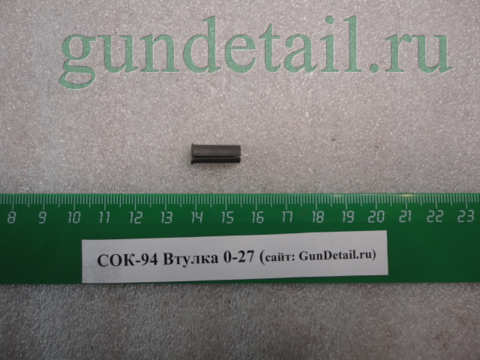 gundetail.ru
8 9 10 11 12 13 14 15 16 17 18 19 20 21 22 23
СОК-94 Втулка 0-27 (сайт: GunDetail.ru)